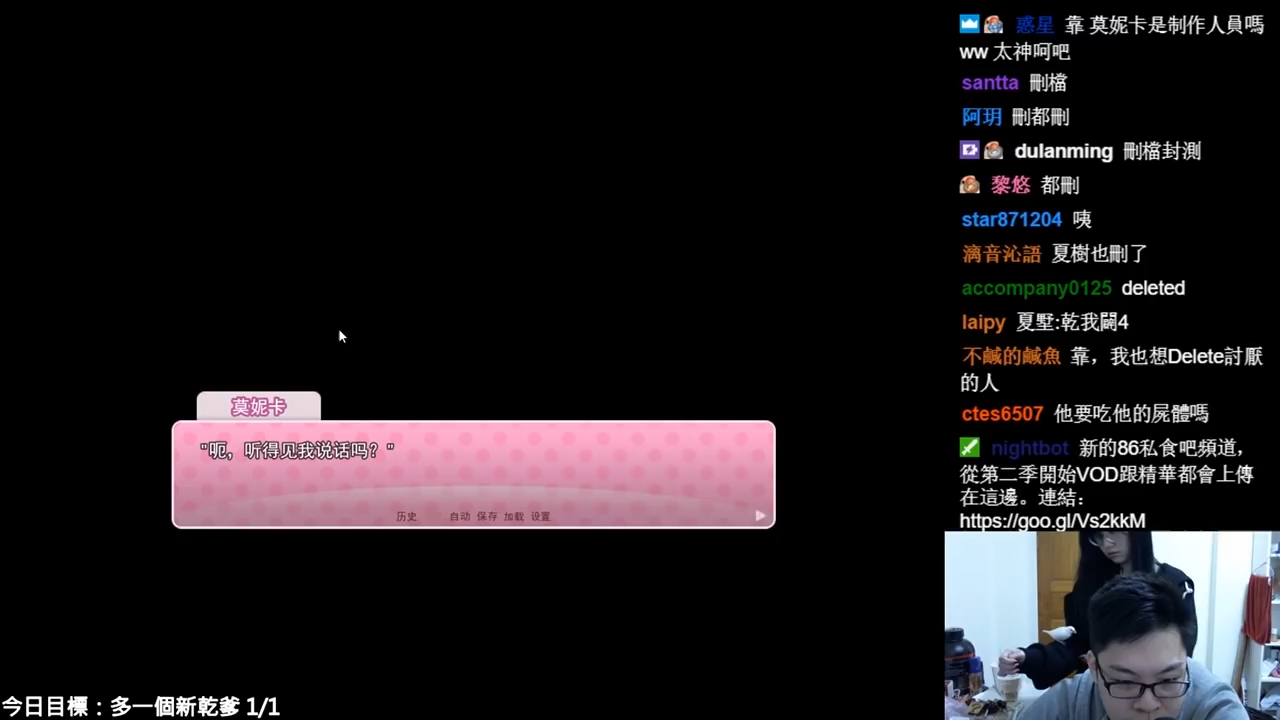 惑星 靠 莫妮卡是制作人員嗎
ww 太神呵吧
santta 刪檔
阿玥 刪都刪
dulanming 刪檔封測
黎悠 都刪
star871204 咦
漓音沁語 夏樹也刪了
accompany0125 deleted
laipy 夏墅:乾我關4
不鹹的鹹魚 靠，我也想Delete討厭
的人
ctes6507 他要吃他的屍體嗎
nightbot 新的86私食吧頻道，
從第二季開始VOD跟精華都會上傳
在這邊。連結：
https://goo.gl/Vs2kkM
莫妮卡
"呃，听得见我说话吗？"
历史 自动 保存 加载 设置
今日目標：多一個新乾爹 1/1